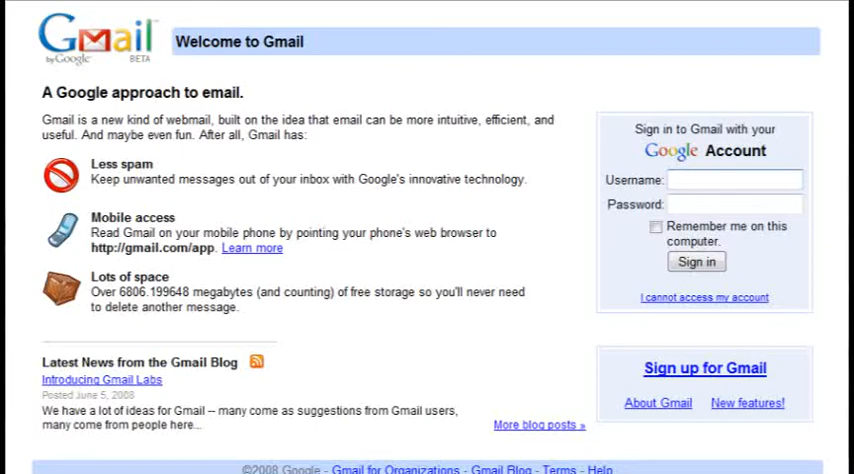 Gmail
by Google BETA
Welcome to Gmail
A Google approach to email.
Gmail is a new kind of webmail, built on the idea that email can be more intuitive, efficient, and
useful. And maybe even fun. After all, Gmail has:
Less spam
Keep unwanted messages out of your inbox with Google's innovative technology.
Mobile access
Read Gmail on your mobile phone by pointing your phone's web browser to
http://gmail.com/app. Learn more
Lots of space
Over 6806.199648 megabytes (and counting) of free storage so you'll never need
to delete another message.
Latest News from the Gmail Blog
Introducing Gmail Labs
Posted June 5, 2008
We have a lot of ideas for Gmail -- many come as suggestions from Gmail users,
many come from people here...
More blog posts »
Sign in to Gmail with your
Google Account
Username:
Password:
Remember me on this
computer.
Sign in
I cannot access my account
Sign up for Gmail
About Gmail New features!
©2008 Google - Gmail for Organizations - Gmail Blog - Terms - Help